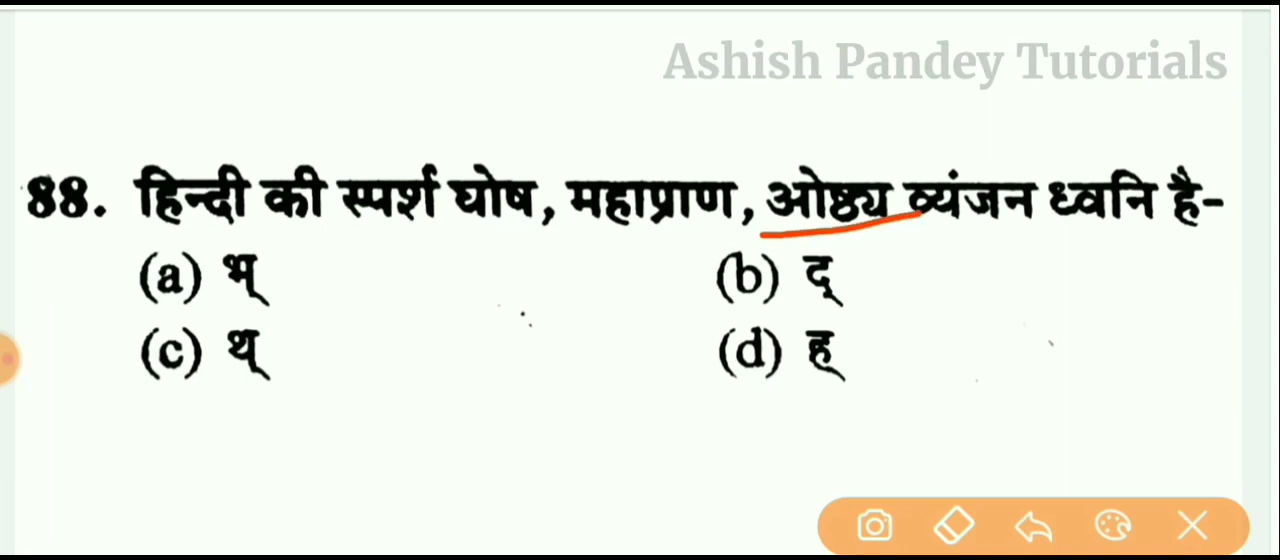 Ashish Pandey Tutorials
88. हिन्दी की स्पर्श घोष, महाप्राण, ओष्ठ्य व्यंजन ध्वनि है-
(a) भ् (b) द्
(c) थ् (d) ह्